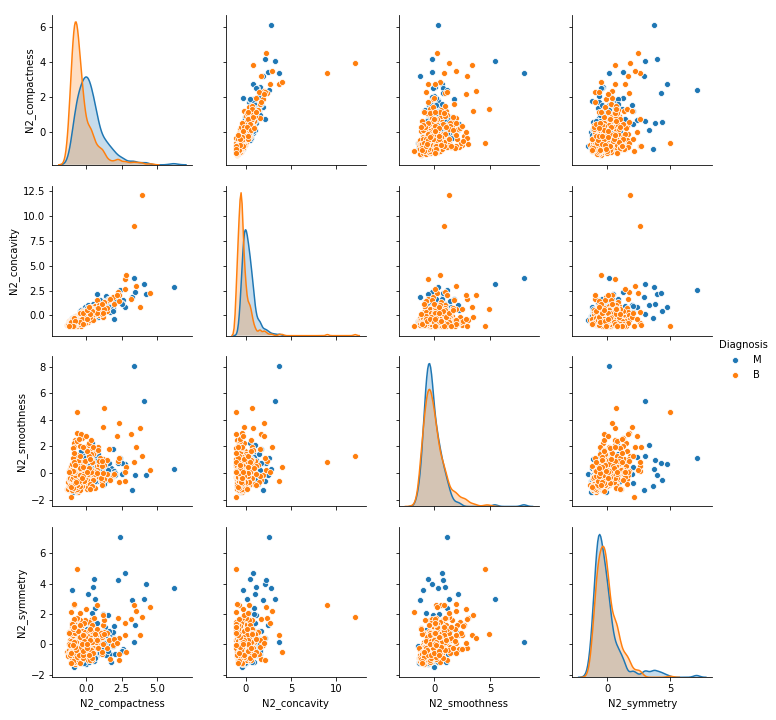 N2_compactness
6
4
2
0
N2_concavity
12.5
10.0
7.5
5.0
2.5
0.0
Diagnosis
M
B
N2_smoothness
8
6
4
2
0
−2
N2_symmetry
6
4
2
0
−2
0.0 2.5 5.0 0 5 10 0 5 0 5
N2_compactness N2_concavity N2_smoothness N2_symmetry